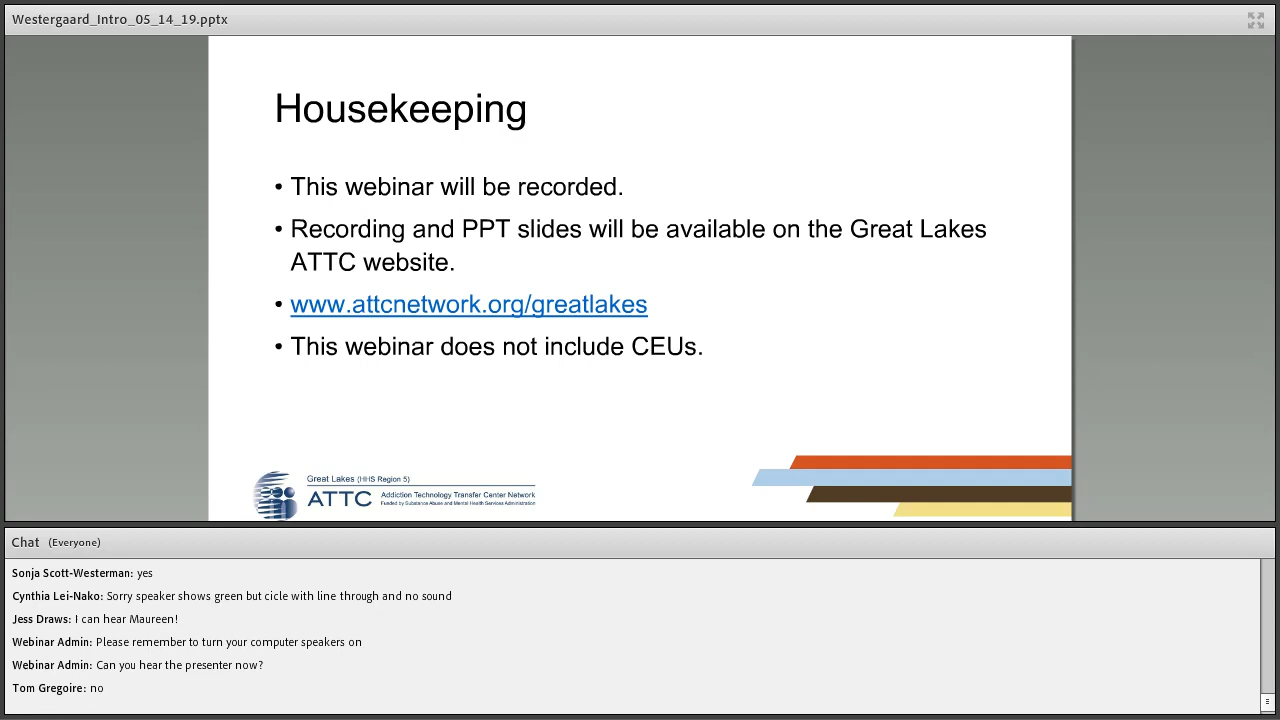 Westergaard_Intro_05_14_19.pptx
Housekeeping
• This webinar will be recorded.
• Recording and PPT slides will be available on the Great Lakes
ATTC website.
• www.attcnetwork.org/greatlakes
• This webinar does not include CEUs.
Great Lakes (HHS Region 5)
ATTC Addiction Technology Transfer Center Network
Funded by Substance Abuse and Mental Health Services Administration
Chat (Everyone)
Sonja Scott-Westerman: yes
Cynthia Lei-Nako: Sorry speaker shows green but cicle with line through and no sound
Jess Draws: I can hear Maureen!
Webinar Admin: Please remember to turn your computer speakers on
Webinar Admin: Can you hear the presenter now?
Tom Gregoire: no